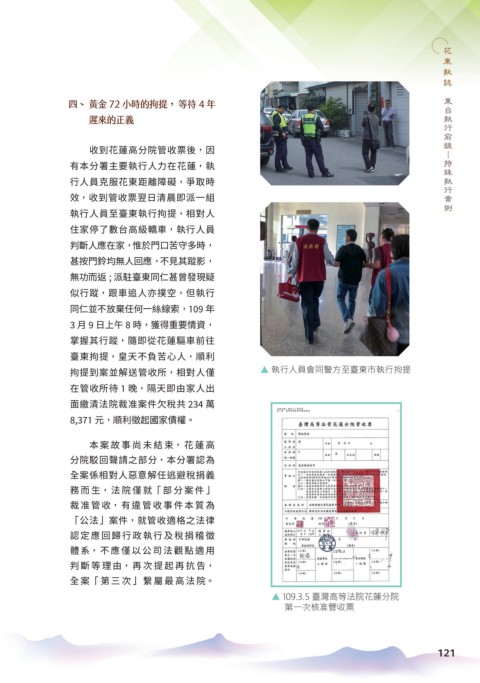 花東執誌 東台執行前線—特殊執行案例
四、黃金 72 小時的拘提，等待 4 年
遲來的正義
收到花蓮高分院管收票後，因
有本分署主要執行人力在花蓮，執
行人員克服花東距離障礙，爭取時
效，收到管收票翌日清晨即派一組
執行人員至臺東執行拘提，相對人
住家停了數台高級轎車，執行人員
判斷人應在家，惟於門口苦守多時，
甚按門鈴均無人回應，不見其蹤影，
無功而返；派駐臺東同仁甚曾發現疑
似行蹤，跟車追人亦撲空，但執行
同仁並不放棄任何一絲線索，109 年
3 月 9 日上午 8 時，獲得重要情資，
掌握其行蹤，隨即從花蓮驅車前往
臺東拘提，皇天不負苦心人，順利
拘提到案並解送管收所，相對人僅
在管收所待 1 晚，隔天即由家人出
面繳清法院裁准案件欠稅共 234 萬
8,371 元，順利徵起國家債權。
本案故事尚未結束，花蓮高
分院駁回聲請之部分，本分署認為
全案係相對人惡意解任逃避稅捐義
務而生，法院僅就「部分案件」
裁准管收，有違管收事件本質為
「公法」案件，就管收適格之法律
認定應回歸行政執行及稅捐稽徵
體系，不應僅以公司法觀點適用
判斷等理由，再次提起再抗告，
全案「第三次」繫屬最高法院。
▲ 執行人員會同警方至臺東市執行拘提
臺灣高等法院花蓮分院管收票
▲ 109.3.5 臺灣高等法院花蓮分院
第一次核准管收票
121